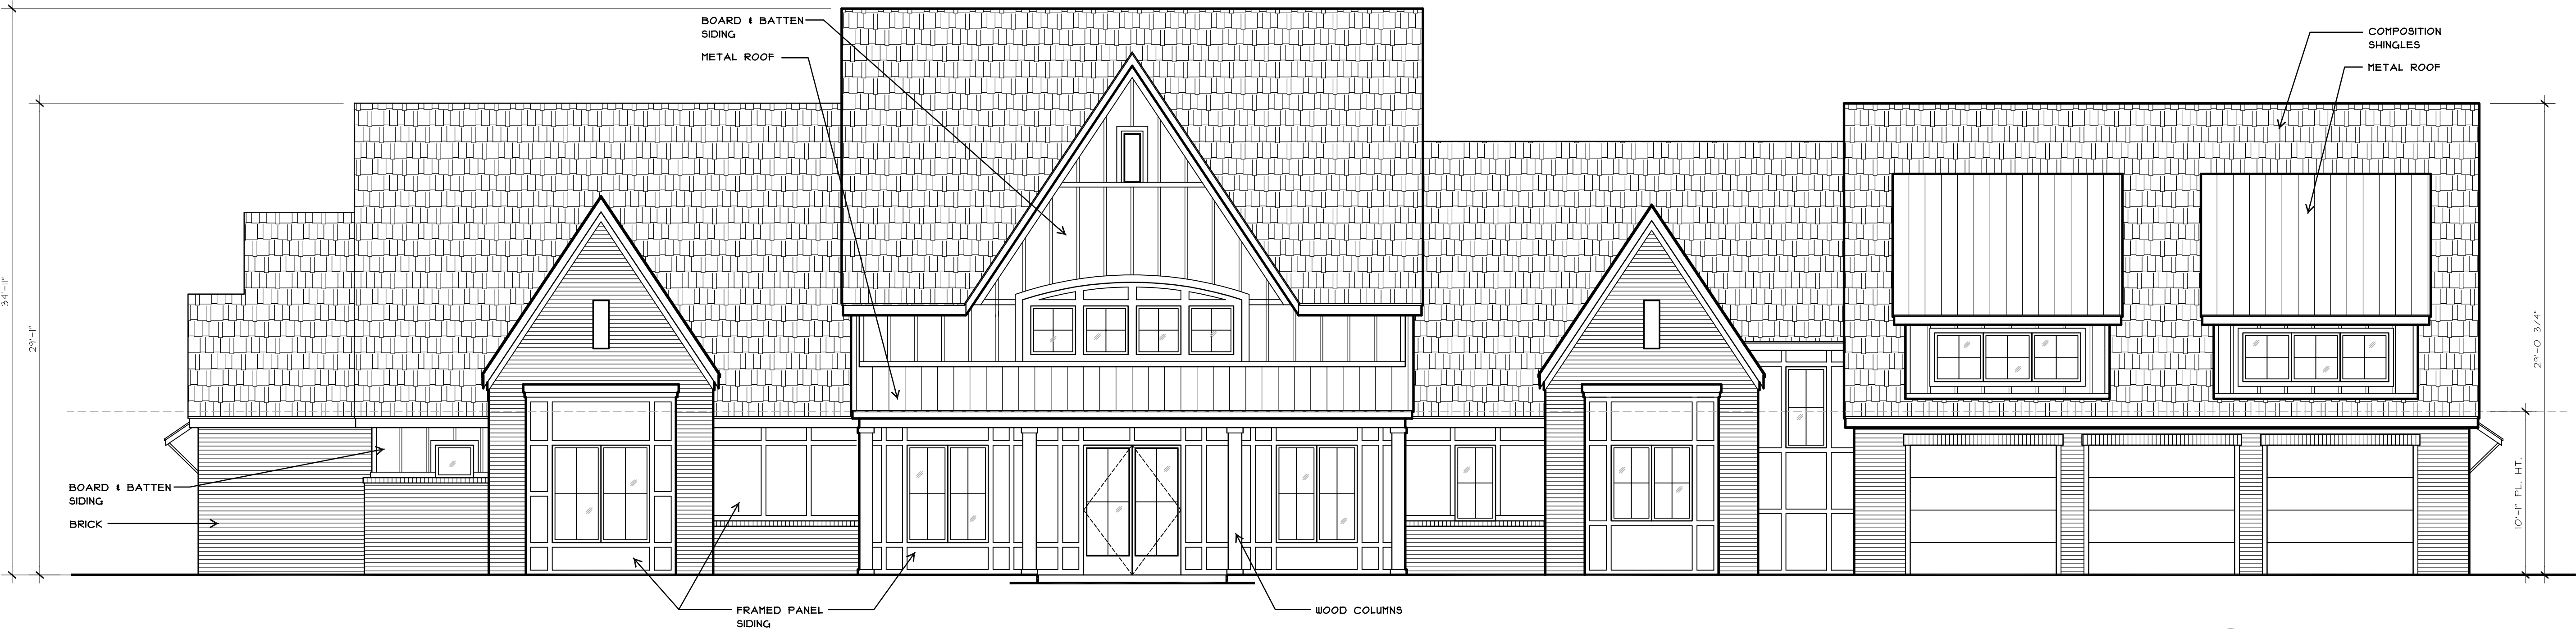 BOARD & BATTEN
SIDING
METAL ROOF
COMPOSITION
SHINGLES
METAL ROOF
34'-11"
29'-1"
29'-0 3/4"
10'-1" PL. HT.
BOARD & BATTEN
SIDING
BRICK
FRAMED PANEL
SIDING
WOOD COLUMNS